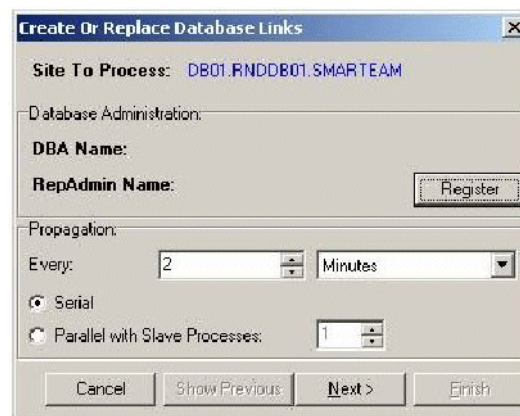 Create Or Replace Database Links
Site To Process: DB01.RNDDB01.SMARTEAM
Database Administration:
DBA Name:
RepAdmin Name:
Register
Propagation:
Every: 2 Minutes
Serial
Parallel with Slave Processes: 1
Cancel Show Previous Next > Finish